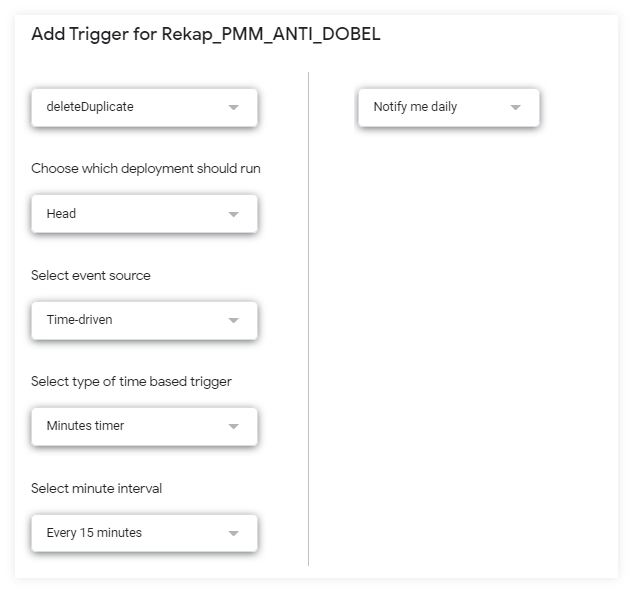 Add Trigger for Rekap_PMM_ANTI_DOBEL
deleteDuplicate
Choose which deployment should run
Head
Select event source
Time-driven
Select type of time based trigger
Minutes timer
Select minute interval
Every 15 minutes
Notify me daily